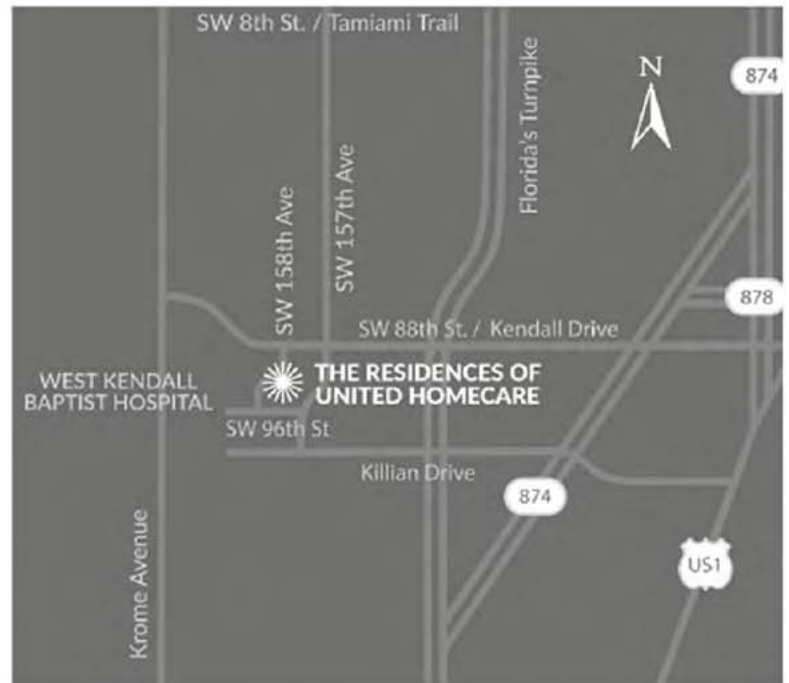 SW 8th St. / Tamiami Trail
N
874
Florida's Turnpike
SW 157th Ave
SW 158th Ave
878
SW 88th St. / Kendall Drive
WEST KENDALL
BAPTIST HOSPITAL
THE RESIDENCES OF
UNITED HOMECARE
SW 96th St
Killian Drive
874
Krome Avenue
US1